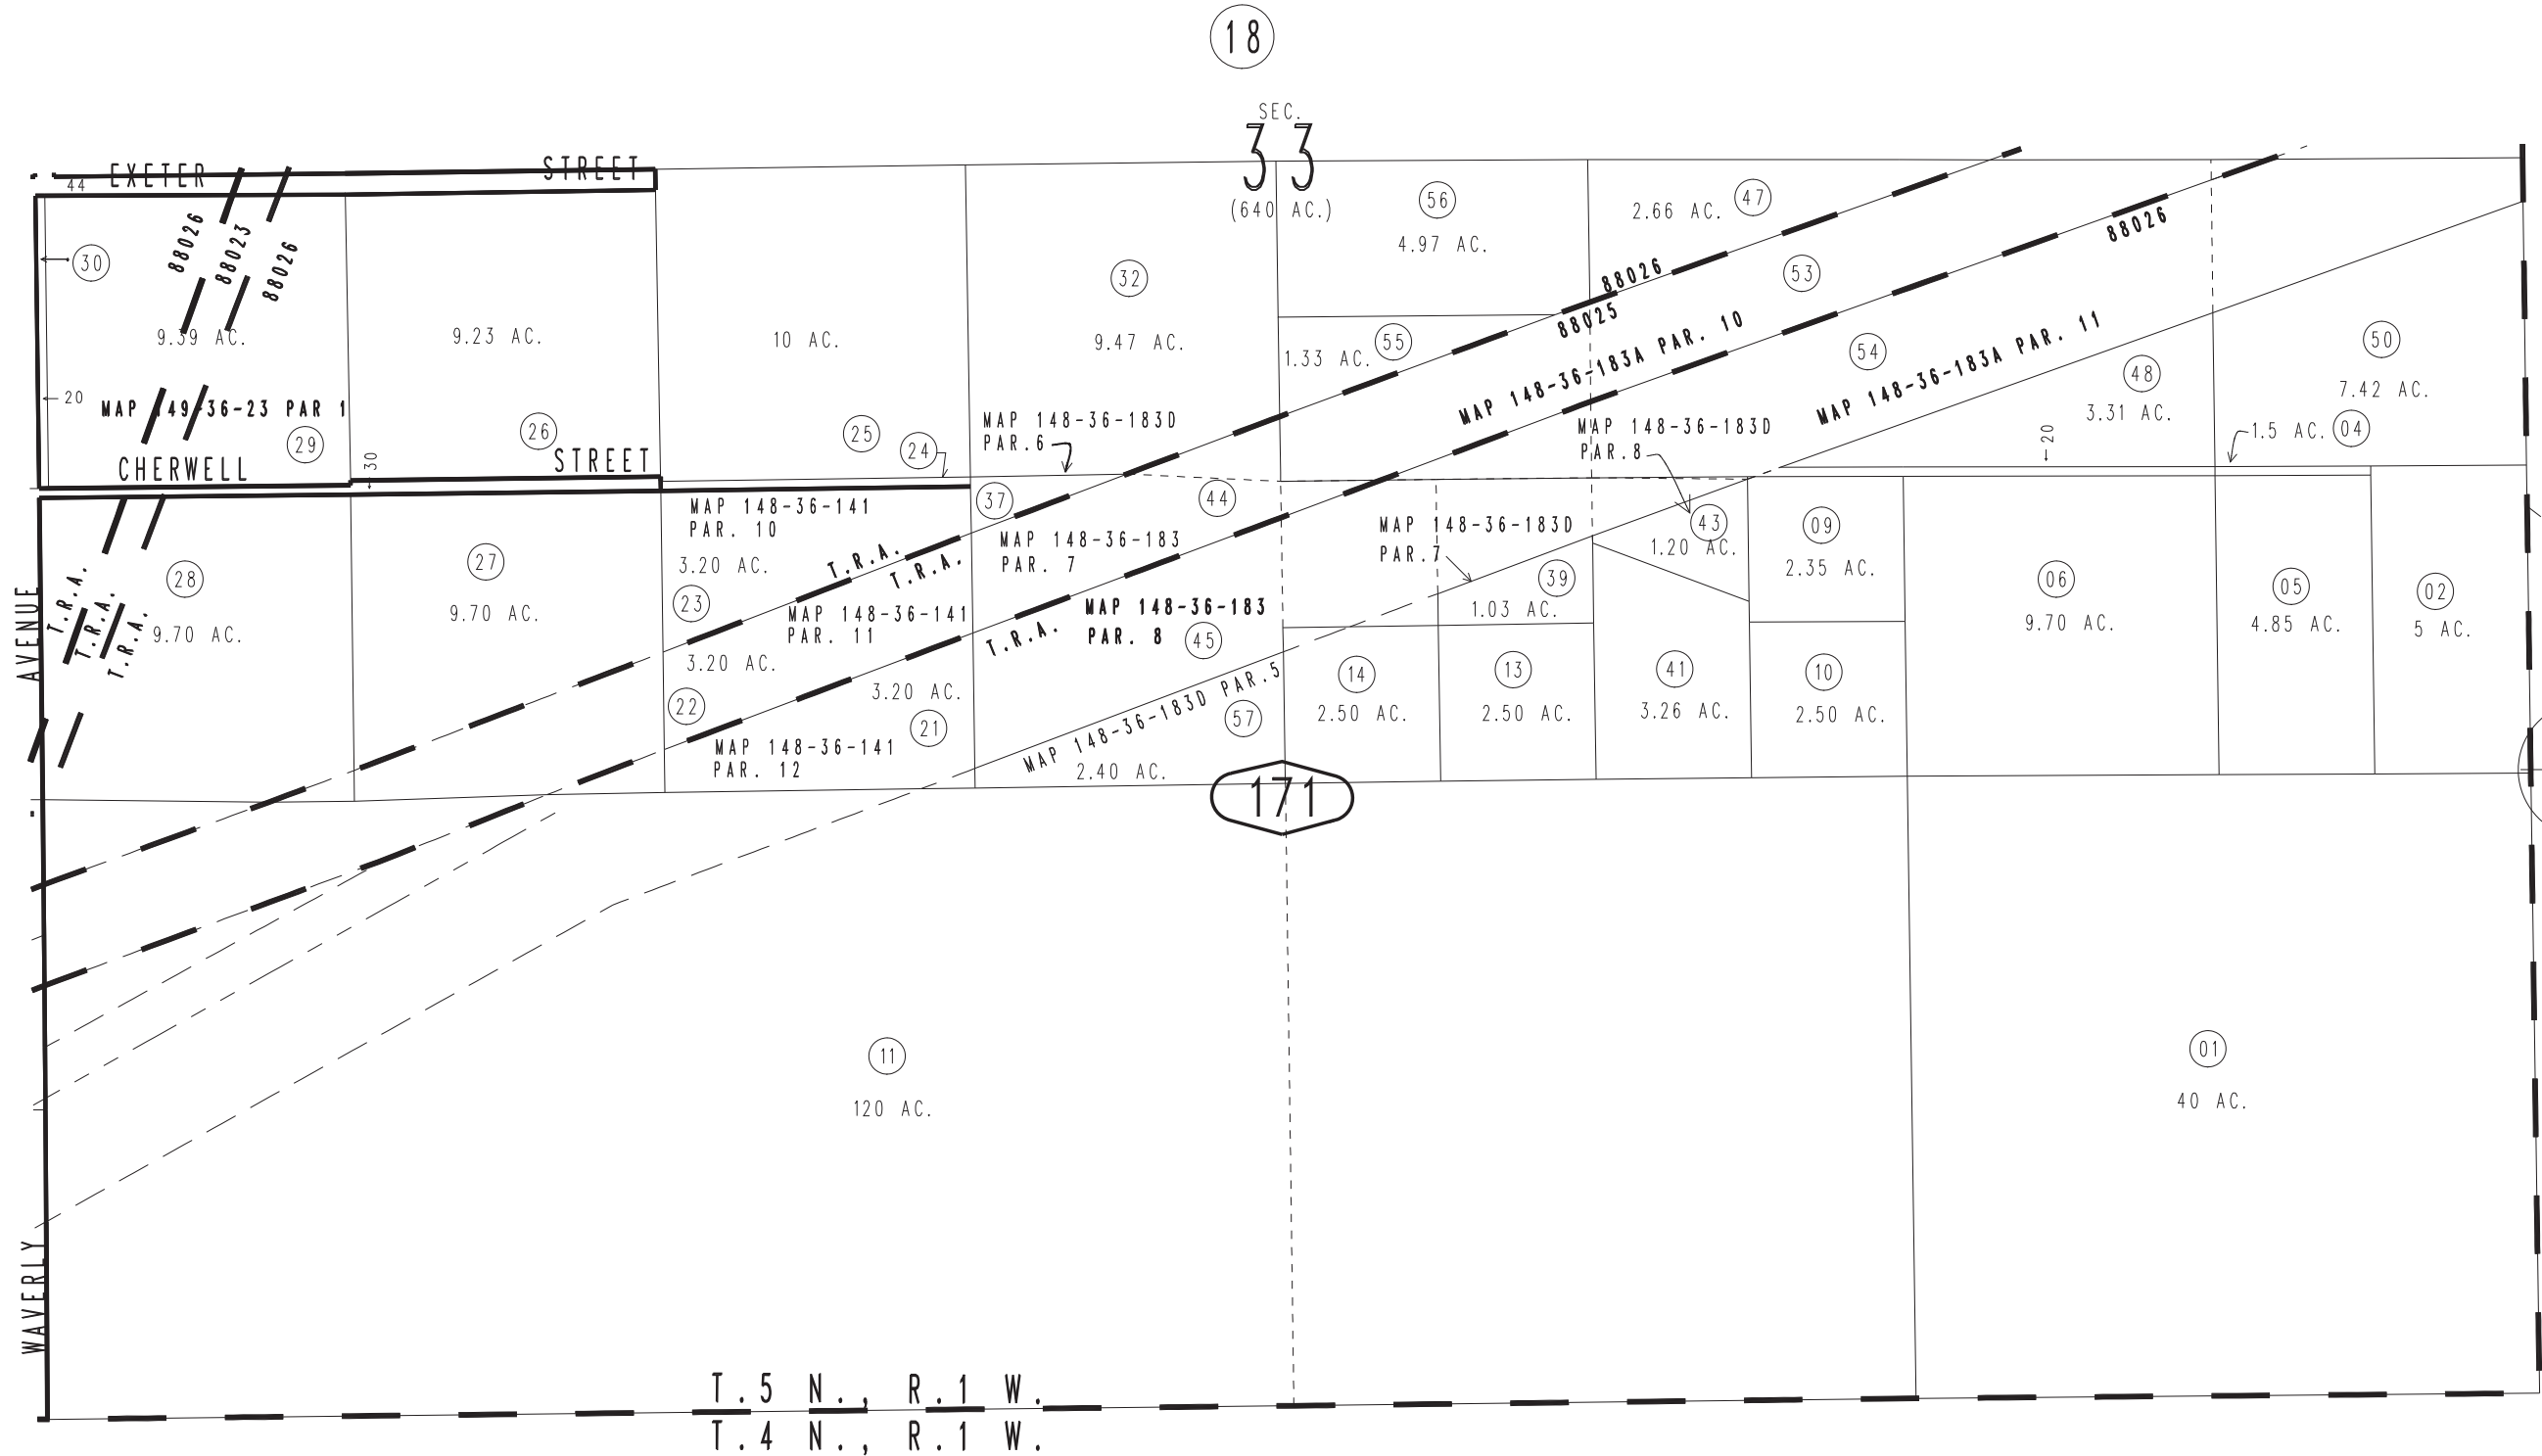 18
SEC.
33
(640 AC.)
EXETER STREET
44
88026
88023
88026
30
9.39 AC.
20
MAP 149-36-23 PAR 1
29
9.23 AC.
26
10 AC.
25
24
32
9.47 AC.
56
4.97 AC.
2.66 AC. 47
88026
88025
53
88026
1.33 AC. 55
MAP 148-36-183A PAR. 10
54
MAP 148-36-183A PAR. 11
48
3.31 AC.
50
7.42 AC.
1.5 AC. 04
20
MAP 148-36-183D
PAR.6
MAP 148-36-183D
PAR.8
CHERWELL STREET
30
28
9.70 AC.
T.R.A.
T.R.A.
T.R.A.
27
9.70 AC.
MAP 148-36-141
PAR. 10
3.20 AC.
23
T.R.A.
T.R.A.
37
44
MAP 148-36-183
PAR. 7
MAP 148-36-141
PAR. 11
3.20 AC.
22
T.R.A.
MAP 148-36-183
PAR. 8
45
3.20 AC.
21
MAP 148-36-141
PAR. 12
MAP 148-36-183D PAR.5
57
2.40 AC.
MAP 148-36-183D
PAR.7
39
1.03 AC.
43
1.20 AC.
09
2.35 AC.
06
9.70 AC.
05
4.85 AC.
02
5 AC.
14
2.50 AC.
13
2.50 AC.
41
3.26 AC.
10
2.50 AC.
171
11
120 AC.
01
40 AC.
WAVERLY AVENUE
T.5 N., R.1 W.
T.4 N., R.1 W.